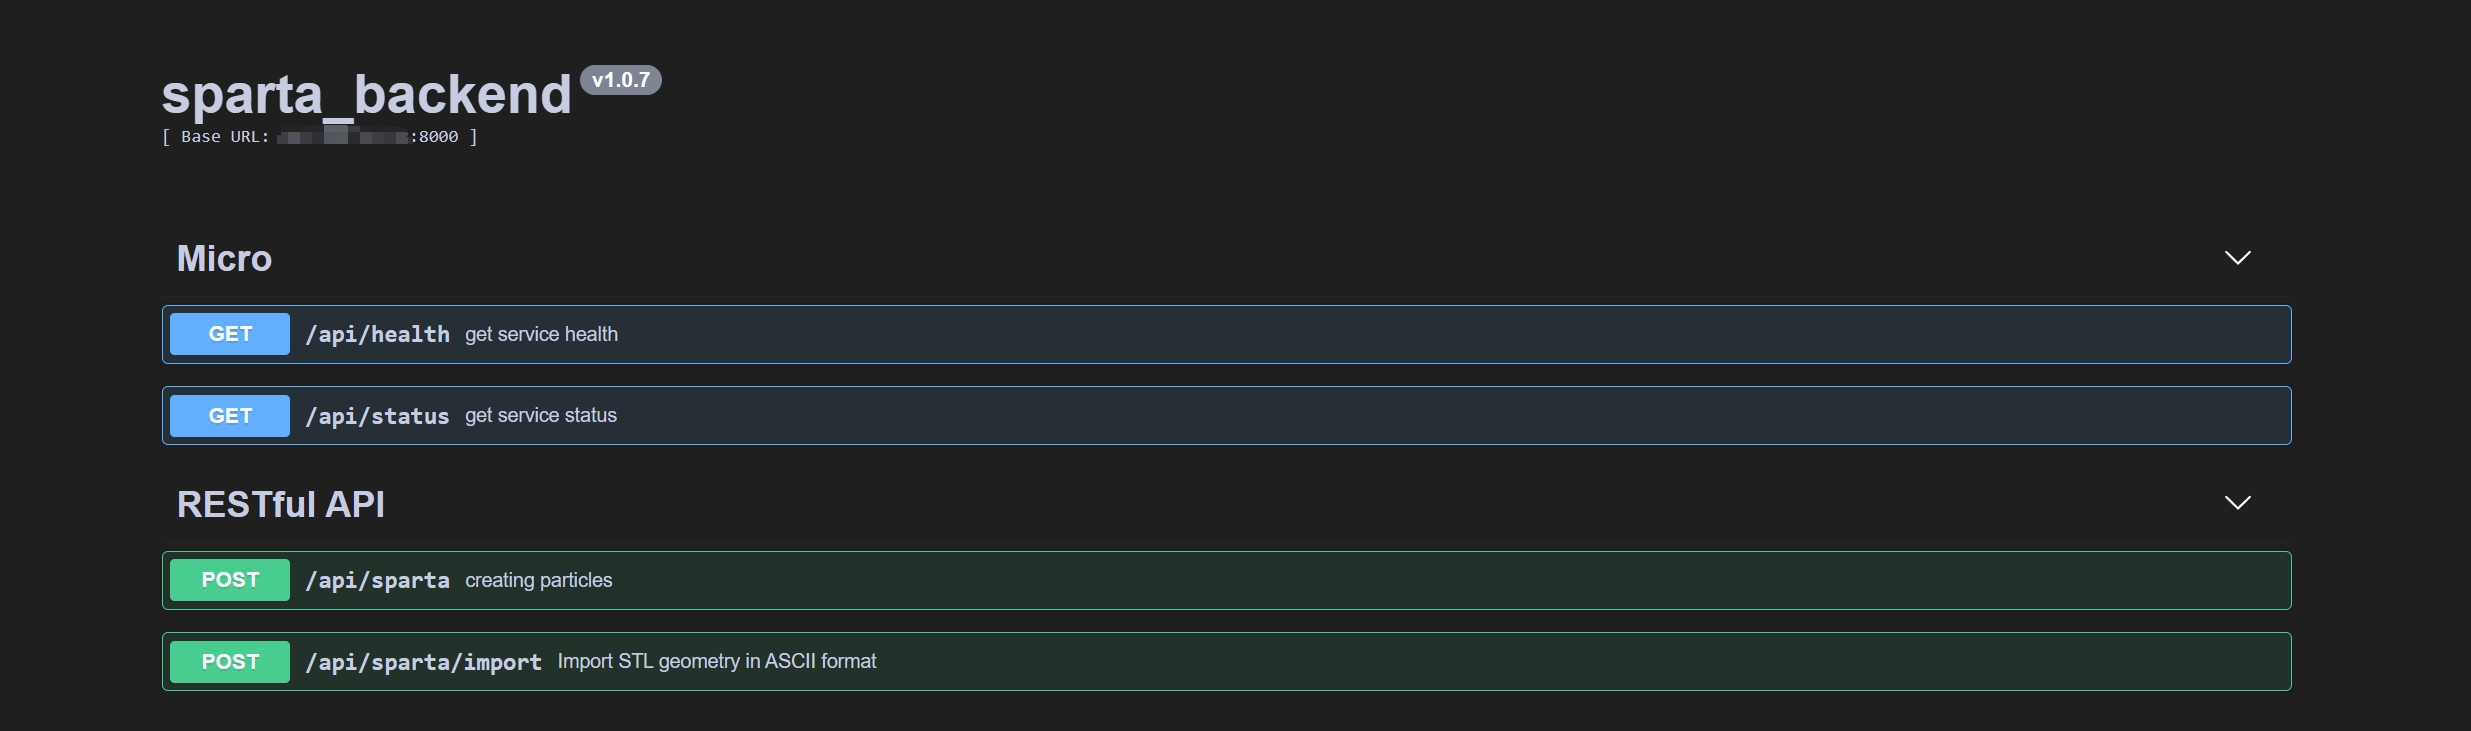 sparta_backend v1.0.7
[ Base URL: :8000 ]
Micro
GET /api/health get service health
GET /api/status get service status
RESTful API
POST /api/sparta creating particles
POST /api/sparta/import Import STL geometry in ASCII format